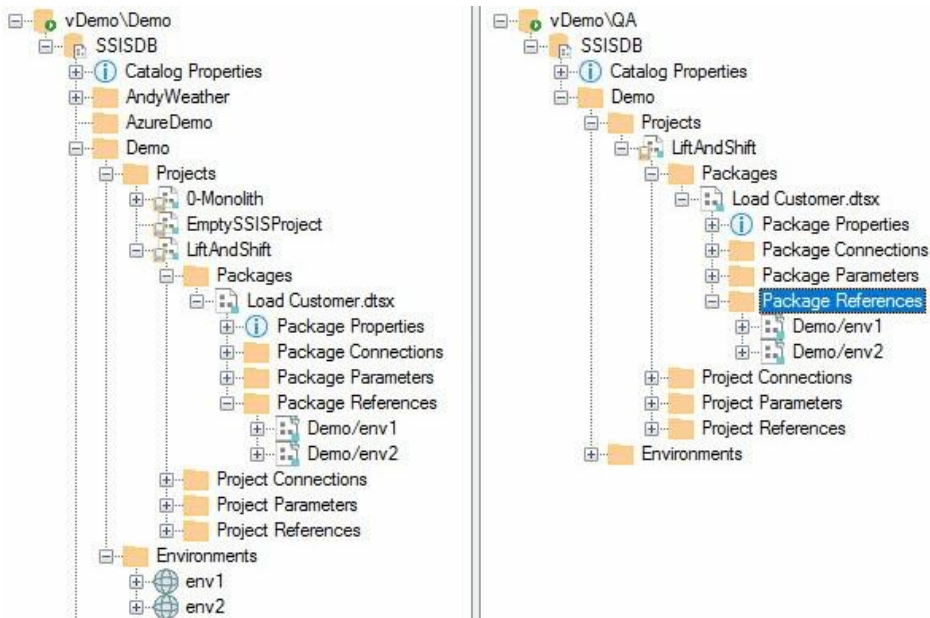 vDemo\Demo
SSISDB
Catalog Properties
AndyWeather
AzureDemo
Demo
Projects
0-Monolith
EmptySSISProject
LiftAndShift
Packages
Load Customer.dtsx
Package Properties
Package Connections
Package Parameters
Package References
Demo/env1
Demo/env2
Project Connections
Project Parameters
Project References
Environments
env1
env2
vDemo\QA
SSISDB
Catalog Properties
Demo
Projects
LiftAndShift
Packages
Load Customer.dtsx
Package Properties
Package Connections
Package Parameters
Package References
Demo/env1
Demo/env2
Project Connections
Project Parameters
Project References
Environments